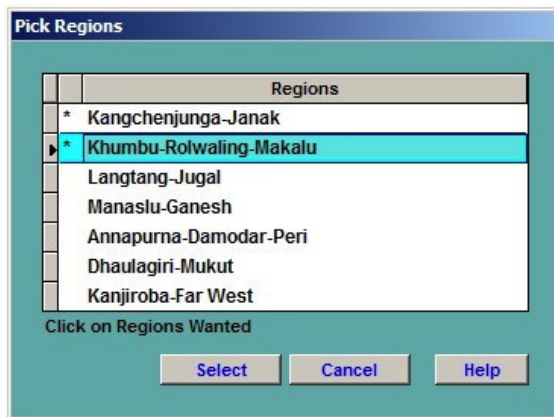 Pick Regions
Regions
* Kangchenjunga-Janak
* Khumbu-Rolwaling-Makalu
Langtang-Jugal
Manaslu-Ganesh
Annapurna-Damodar-Peri
Dhaulagiri-Mukut
Kanjiroba-Far West
Click on Regions Wanted
Select Cancel Help